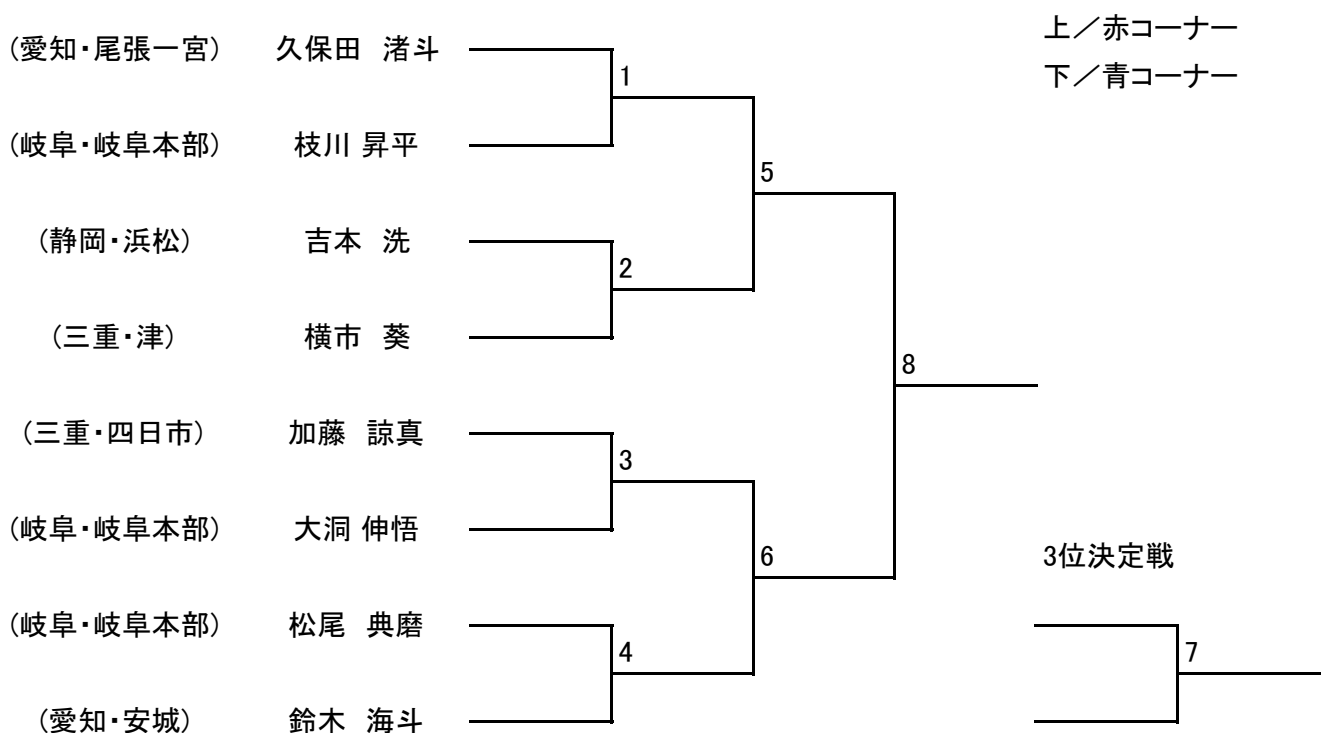 (愛知・尾張一宮) 久保田 渚斗
上/赤コーナー
下/青コーナー
1
(岐阜・岐阜本部) 枝川 昇平
5
(静岡・浜松) 吉本 洗
2
(三重・津) 横市 葵
8
(三重・四日市) 加藤 諒真
3
(岐阜・岐阜本部) 大洞 伸悟
6
3位決定戦
(岐阜・岐阜本部) 松尾 典磨
4
7
(愛知・安城) 鈴木 海斗